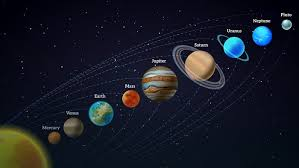 Mercury
Venus
Earth
Mars
Jupiter
Saturn
Uranus
Neptune
Pluto